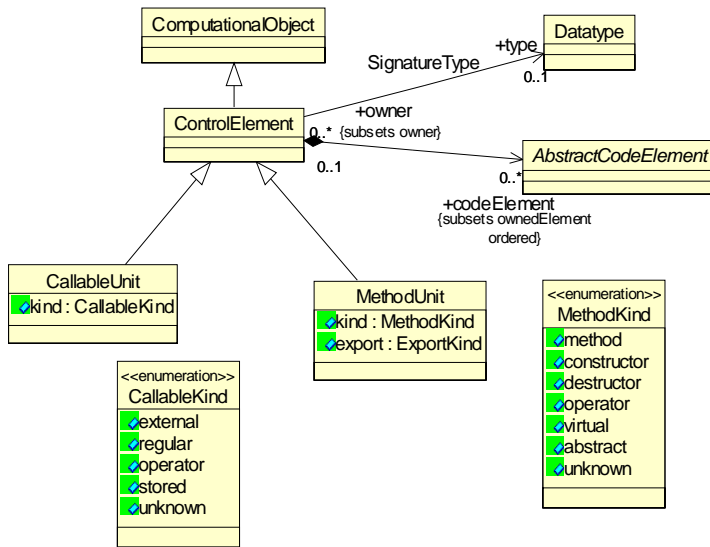 ComputationalObject
Datatype
+type
SignatureType
0..1
ControlElement
+owner
0..*
{subsets owner}
0..1
AbstractCodeElement
0..*
+codeElement
{subsets ownedElement
ordered}
CallableUnit
kind : CallableKind
MethodUnit
kind : MethodKind
export : ExportKind
<<enumeration>>
MethodKind
method
constructor
destructor
operator
virtual
abstract
unknown
<<enumeration>>
CallableKind
external
regular
operator
stored
unknown